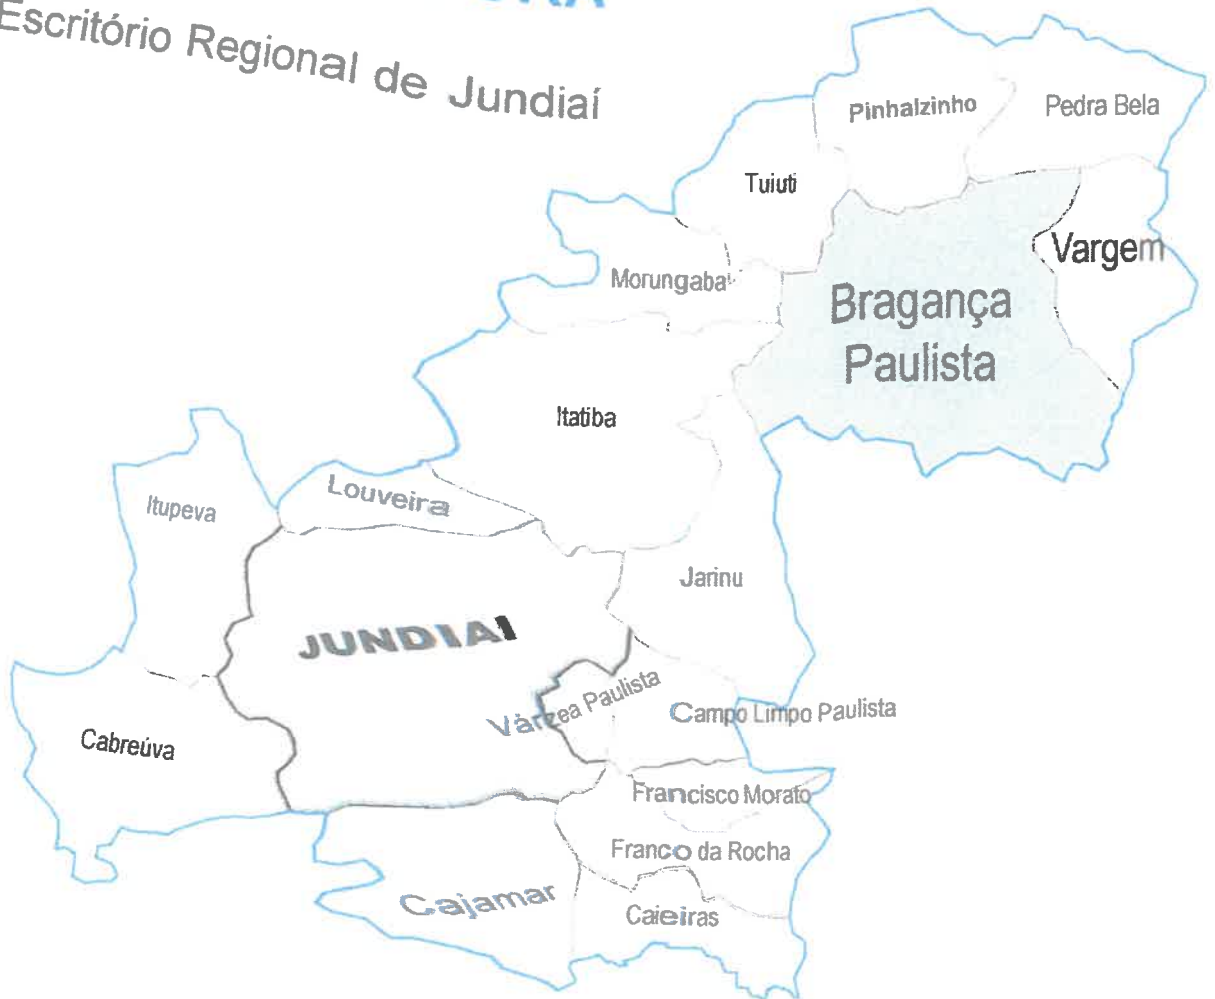 Escritório Regional de Jundiaí
Pinhalzinho
Pedra Bela
Tuiuti
Vargem
Morungaba
Bragança
Paulista
Itatiba
Louveira
Itupeva
Jarinu
JUNDIAI
Várzea Paulista
Campo Limpo Paulista
Cabreúva
Francisco Morato
Franco da Rocha
Cajamar
Caieiras